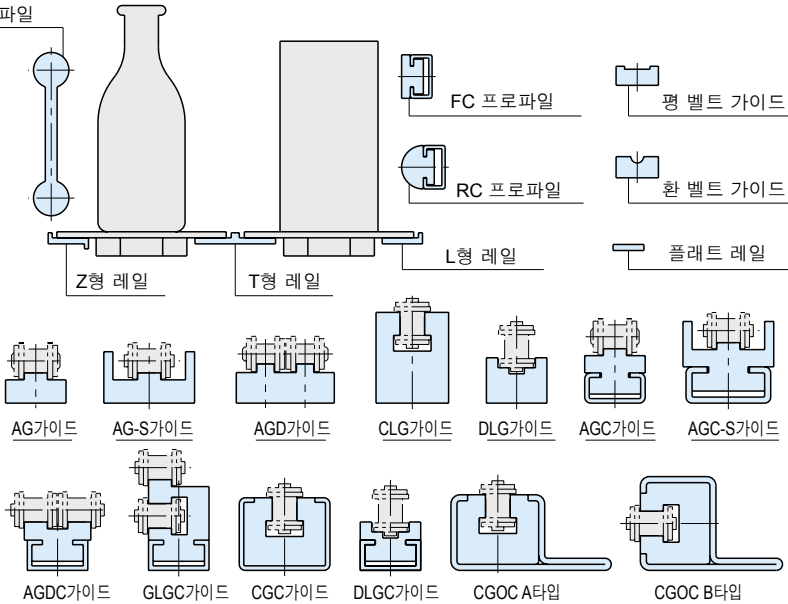 파일
FC 프로파일
평 벨트 가이드
RC 프로파일
환 벨트 가이드
Z형 레일
T형 레일
L형 레일
플래트 레일
AG가이드
AG-S가이드
AGD가이드
CLG가이드
DLG가이드
AGC가이드
AGC-S가이드
AGDC가이드
GLGC가이드
CGC가이드
DLGC가이드
CGOC A타입
CGOC B타입